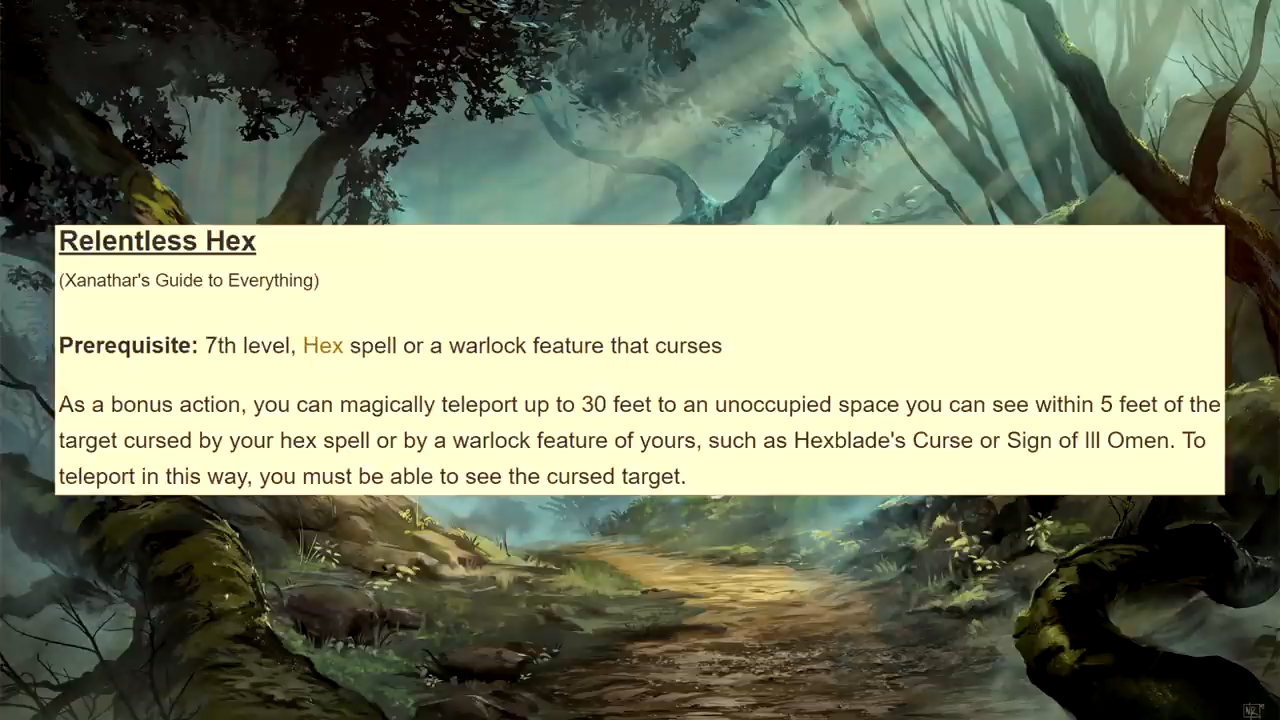 Relentless Hex
(Xanathar's Guide to Everything)
Prerequisite: 7th level, Hex spell or a warlock feature that curses
As a bonus action, you can magically teleport up to 30 feet to an unoccupied space you can see within 5 feet of the
target cursed by your hex spell or by a warlock feature of yours, such as Hexblade's Curse or Sign of Ill Omen. To
teleport in this way, you must be able to see the cursed target.